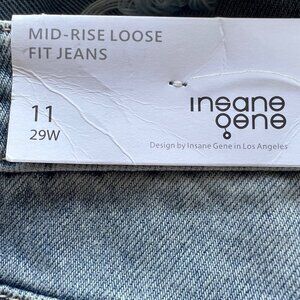 MID-RISE LOOSE
FIT JEANS
11
29W
insane
gene
Design by Insane Gene in Los Angeles